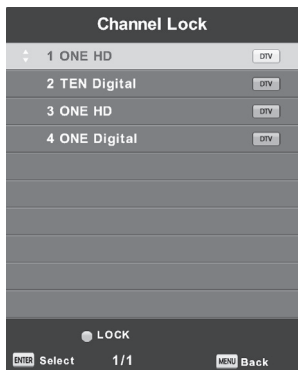 Channel Lock
1 ONE HD DTV
2 TEN Digital DTV
3 ONE HD DTV
4 ONE Digital DTV
LOCK
ENTER Select 1/1 MENU Back